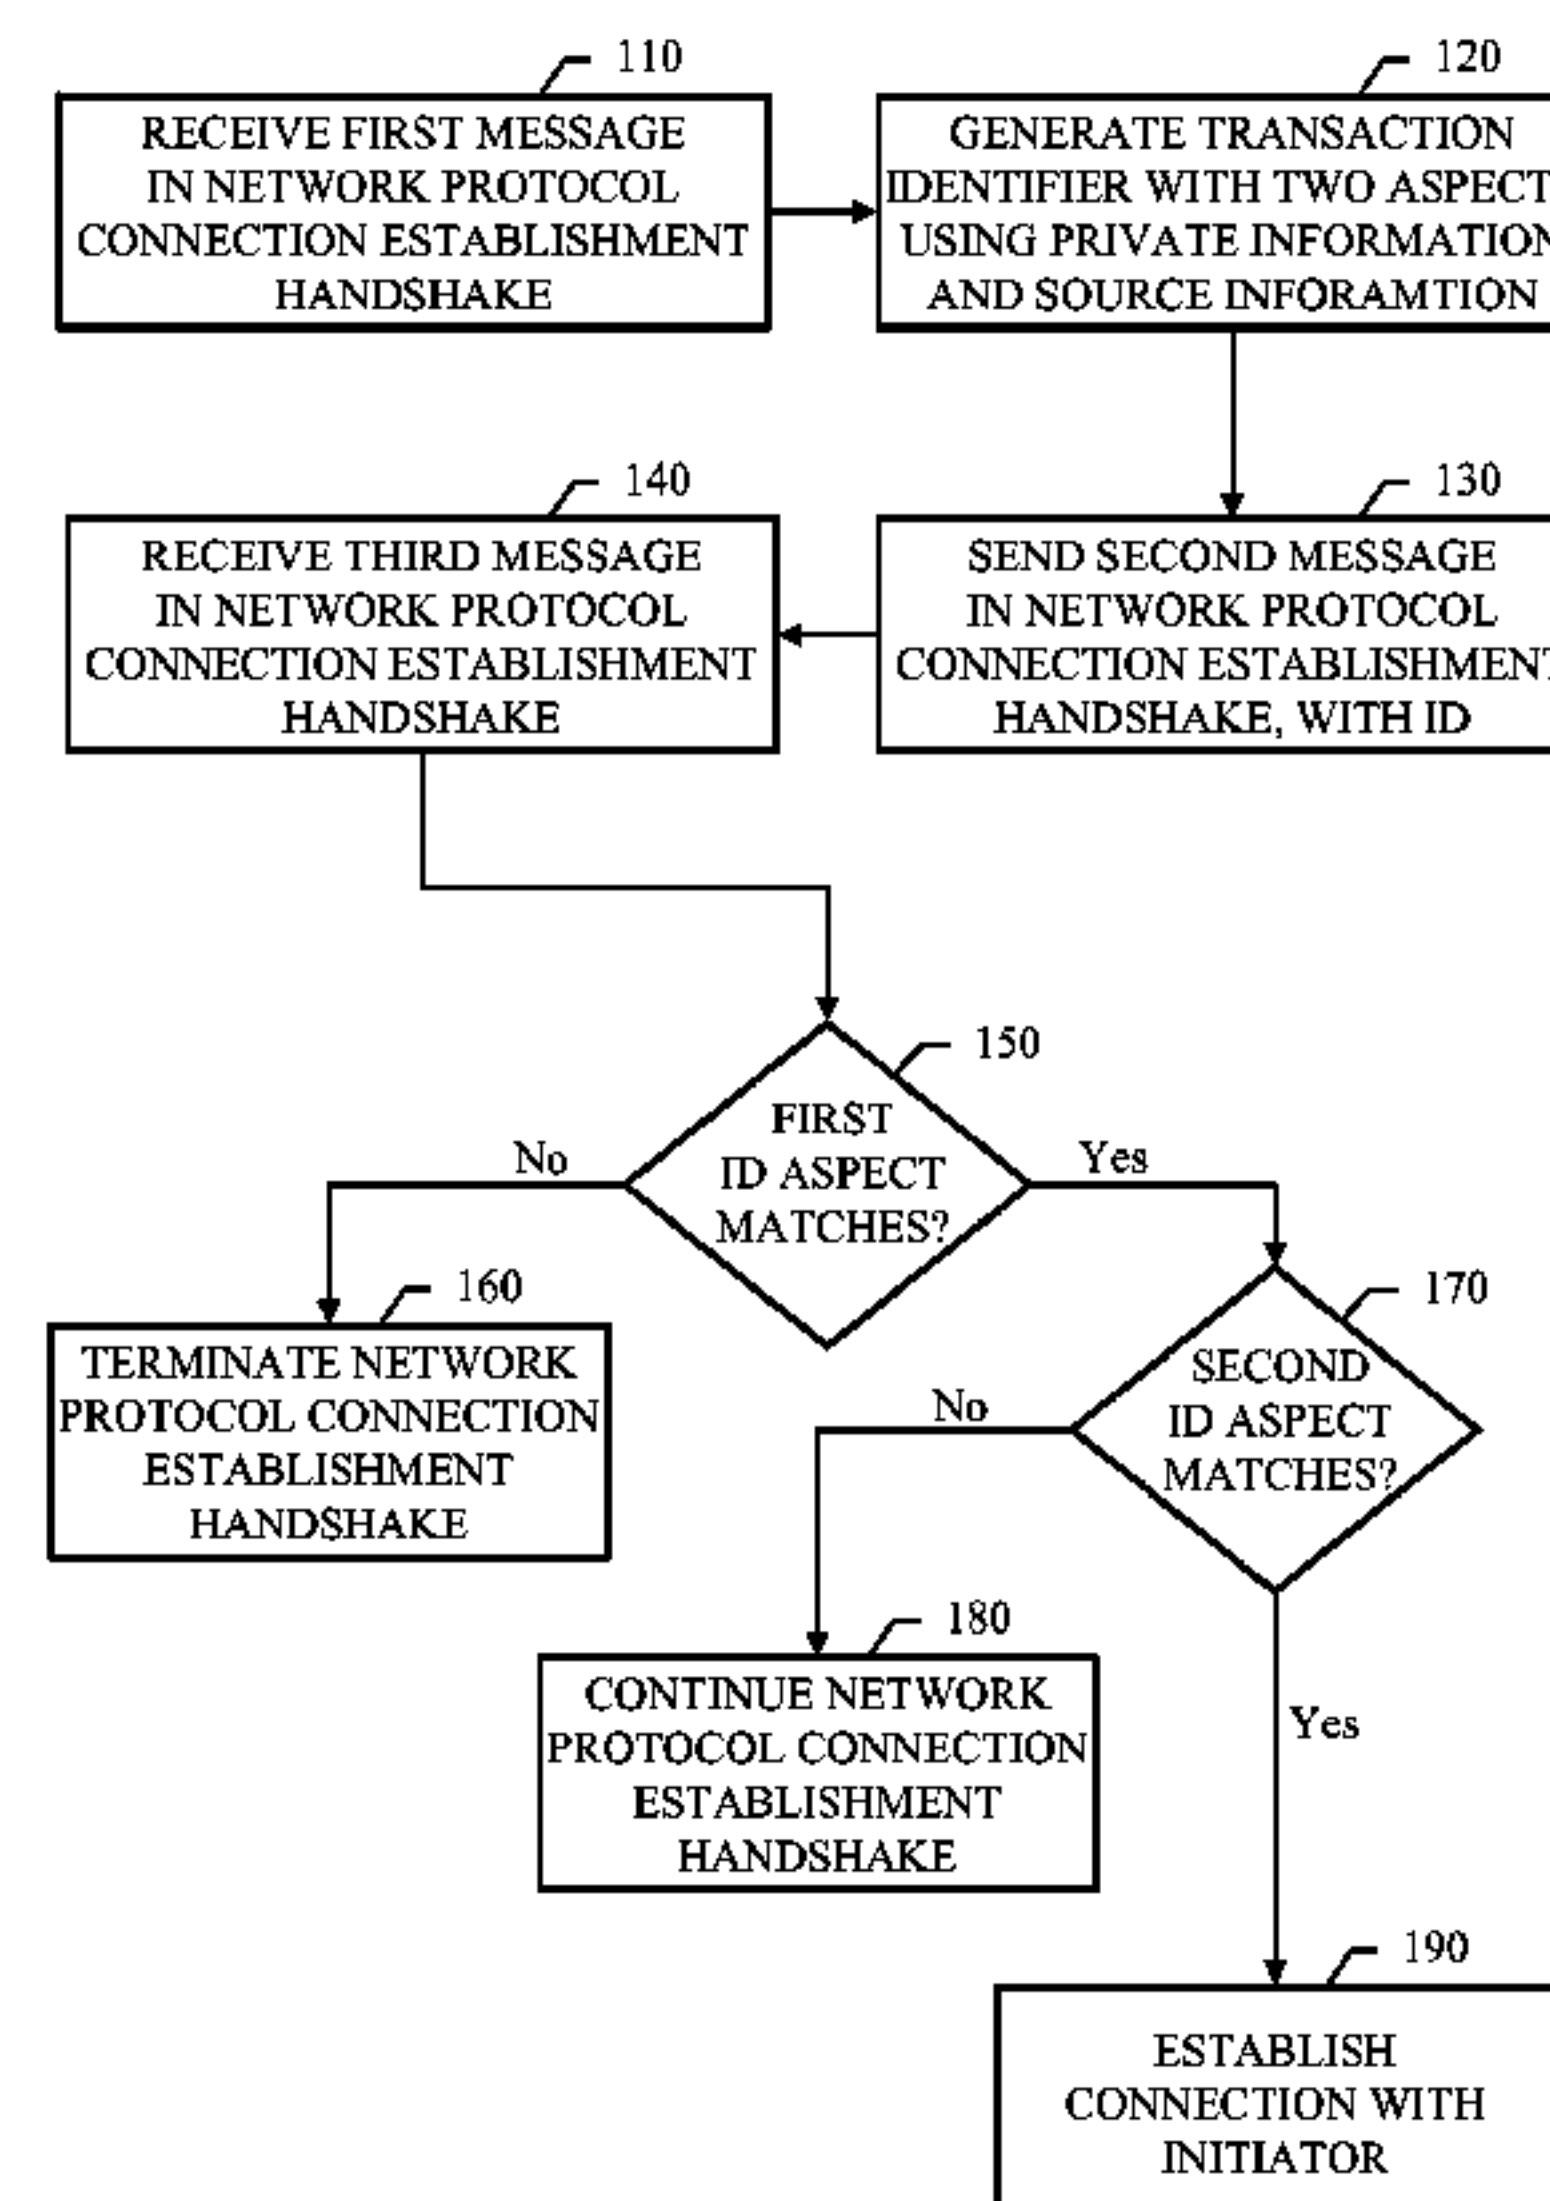 110
RECEIVE FIRST MESSAGE
IN NETWORK PROTOCOL
CONNECTION ESTABLISHMENT
HANDSHAKE
120
GENERATE TRANSACTION
IDENTIFIER WITH TWO ASPECT
USING PRIVATE INFORMATION
AND SOURCE INFORAMTION
140
RECEIVE THIRD MESSAGE
IN NETWORK PROTOCOL
CONNECTION ESTABLISHMENT
HANDSHAKE
130
SEND SECOND MESSAGE
IN NETWORK PROTOCOL
CONNECTION ESTABLISHMENT
HANDSHAKE, WITH ID
150
FIRST
ID ASPECT
MATCHES?
No
Yes
160
TERMINATE NETWORK
PROTOCOL CONNECTION
ESTABLISHMENT
HANDSHAKE
170
SECOND
ID ASPECT
MATCHES?
No
180
CONTINUE NETWORK
PROTOCOL CONNECTION
ESTABLISHMENT
HANDSHAKE
Yes
190
ESTABLISH
CONNECTION WITH
INITIATOR